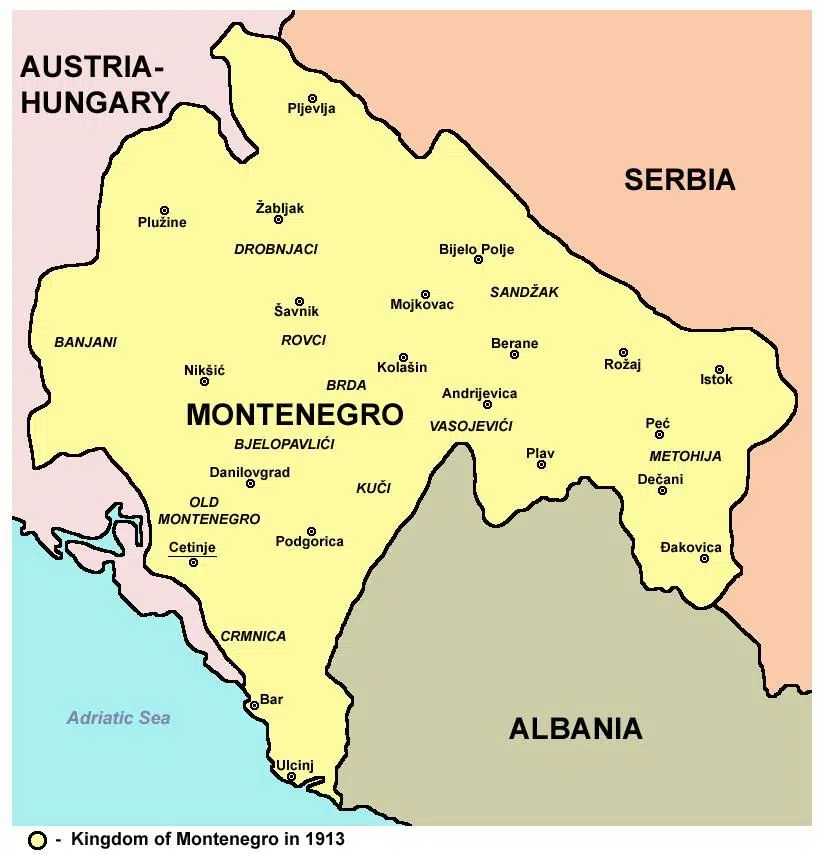 AUSTRIA-
HUNGARY
Pljevlja
SERBIA
Plužine
Žabljak
DROBNJACI
Bijelo Polje
SANDŽAK
Mojkovac
Šavnik
BANJANI
ROVCI
Berane
Rožaj
Istok
Nikšić
Kolašin
BRDA
Andrijevica
MONTENEGRO
VASOJEVIĆI
Peć
BJELOPAVLIĆI
Plav
METOHIJA
Danilovgrad
KUČI
Dečani
OLD
MONTENEGRO
Cetinje
Podgorica
Đakovica
CRMNICA
Bar
Adriatic Sea
ALBANIA
Ulcinj
- Kingdom of Montenegro in 1913